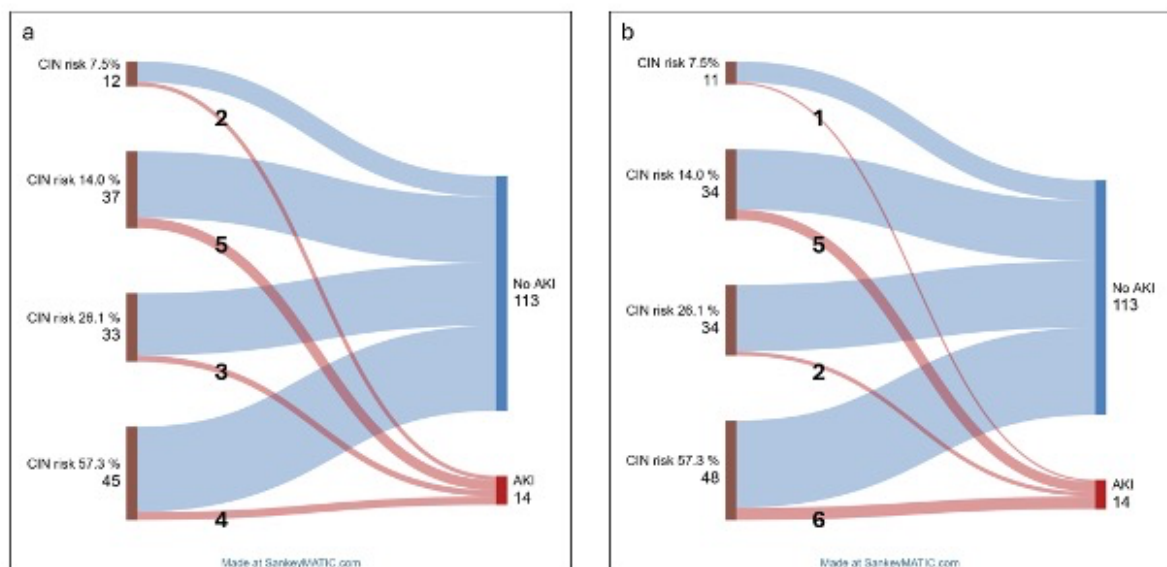 a
CIN risk 7.5%
12
2
CIN risk 14.0 %
37
5
CIN risk 26.1 %
33
3
CIN risk 57.3 %
45
4
No AKI
113
AKI
14
Made at SankeyMATIC.com
b
CIN risk 7.5%
11
1
CIN risk 14.0 %
34
5
CIN risk 26.1 %
34
2
CIN risk 57.3 %
48
6
No AKI
113
AKI
14
Made at SankeyMATIC.com